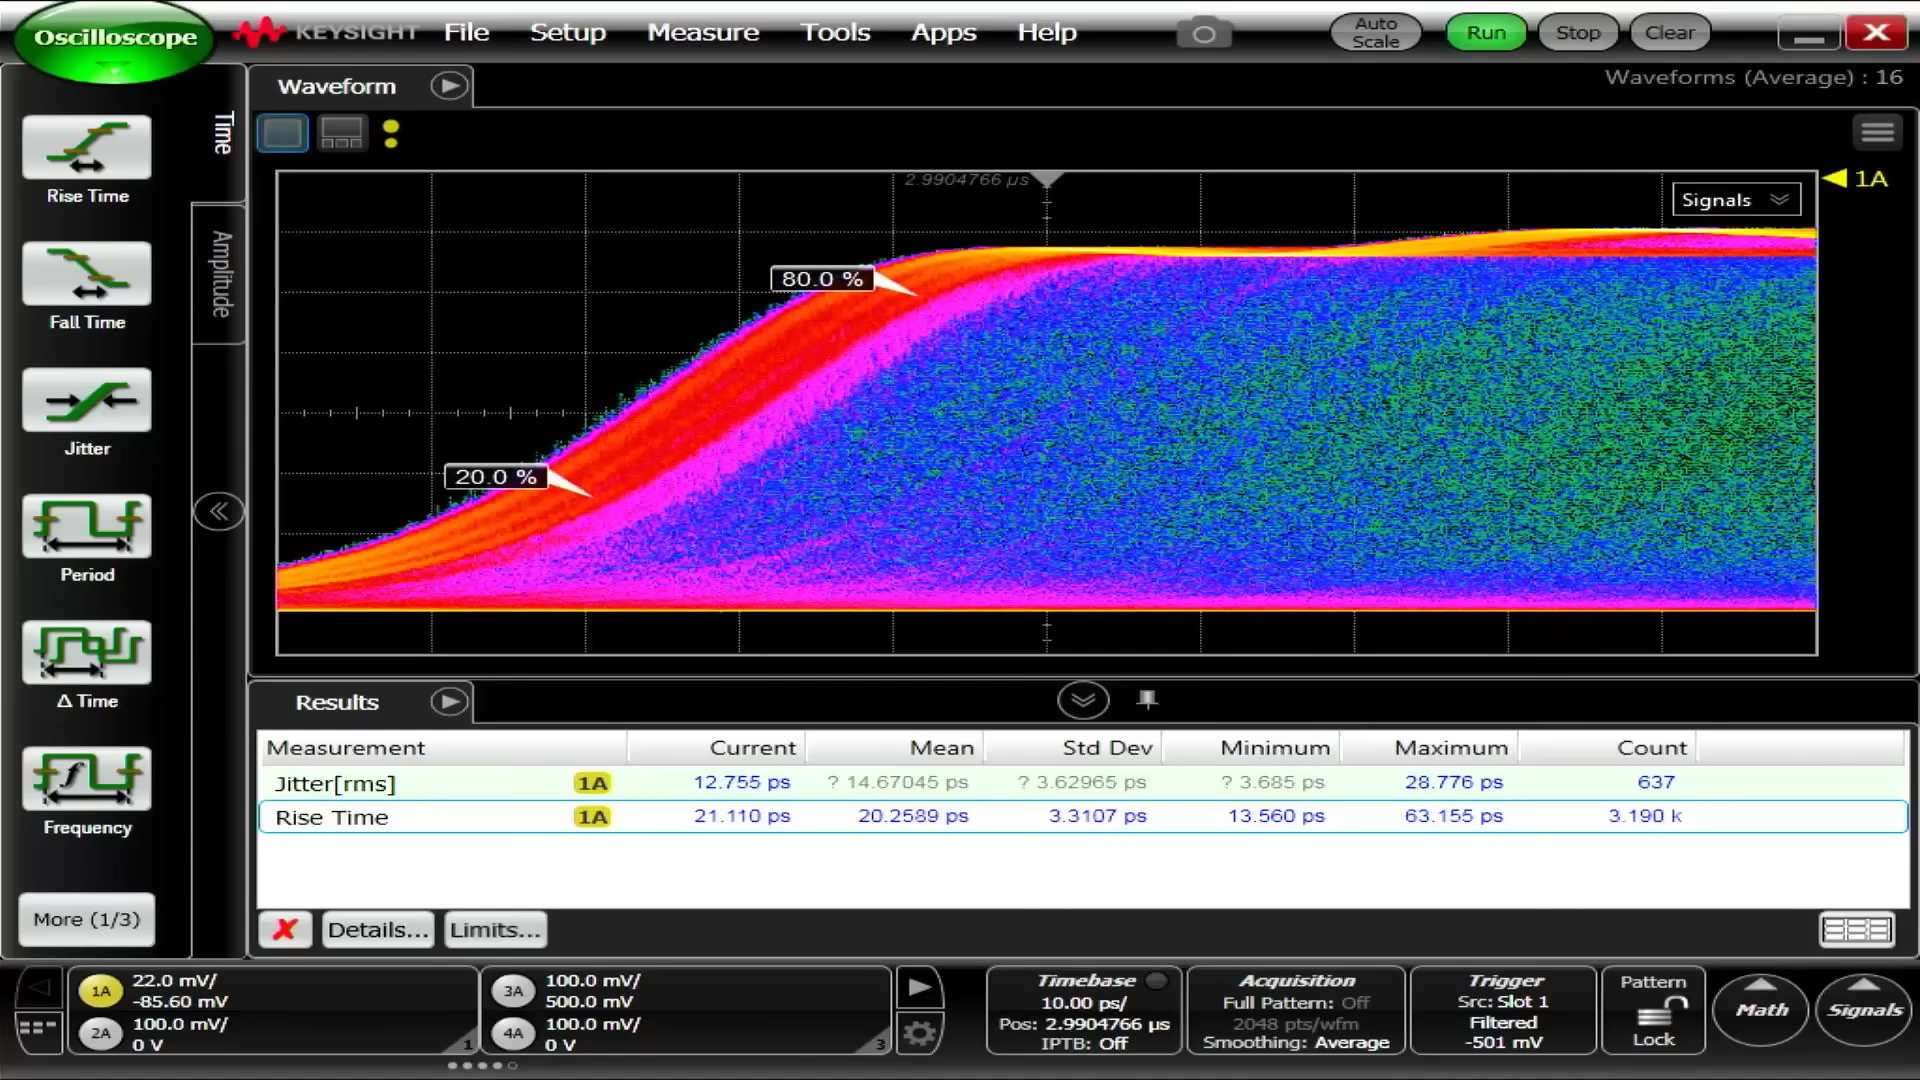 Oscilloscope
KEYSIGHT
File Setup Measure Tools Apps Help
Auto
Scale
Run
Stop
Clear
Waveform
Waveforms (Average) : 16
Time
Amplitude
Rise Time
Fall Time
Jitter
Period
Δ Time
Frequency
More (1/3)
2.9904766 µs
Signals
1A
80.0 %
20.0 %
Results
Measurement Current Mean Std Dev Minimum Maximum Count
Jitter[rms] 1A 12.755 ps ? 14.67045 ps ? 3.62965 ps ? 3.685 ps 28.776 ps 637
Rise Time 1A 21.110 ps 20.2589 ps 3.3107 ps 13.560 ps 63.155 ps 3.190 k
Details...
Limits...
1A 22.0 mV/
-85.60 mV
2A 100.0 mV/
0 V
1
3A 100.0 mV/
500.0 mV
4A 100.0 mV/
0 V
3
Timebase
10.00 ps/
Pos: 2.9904766 µs
IPTB: Off
Acquisition
Full Pattern: Off
2048 pts/wfm
Smoothing: Average
Trigger
Src: Slot 1
Filtered
-501 mV
Pattern
Lock
Math
Signals